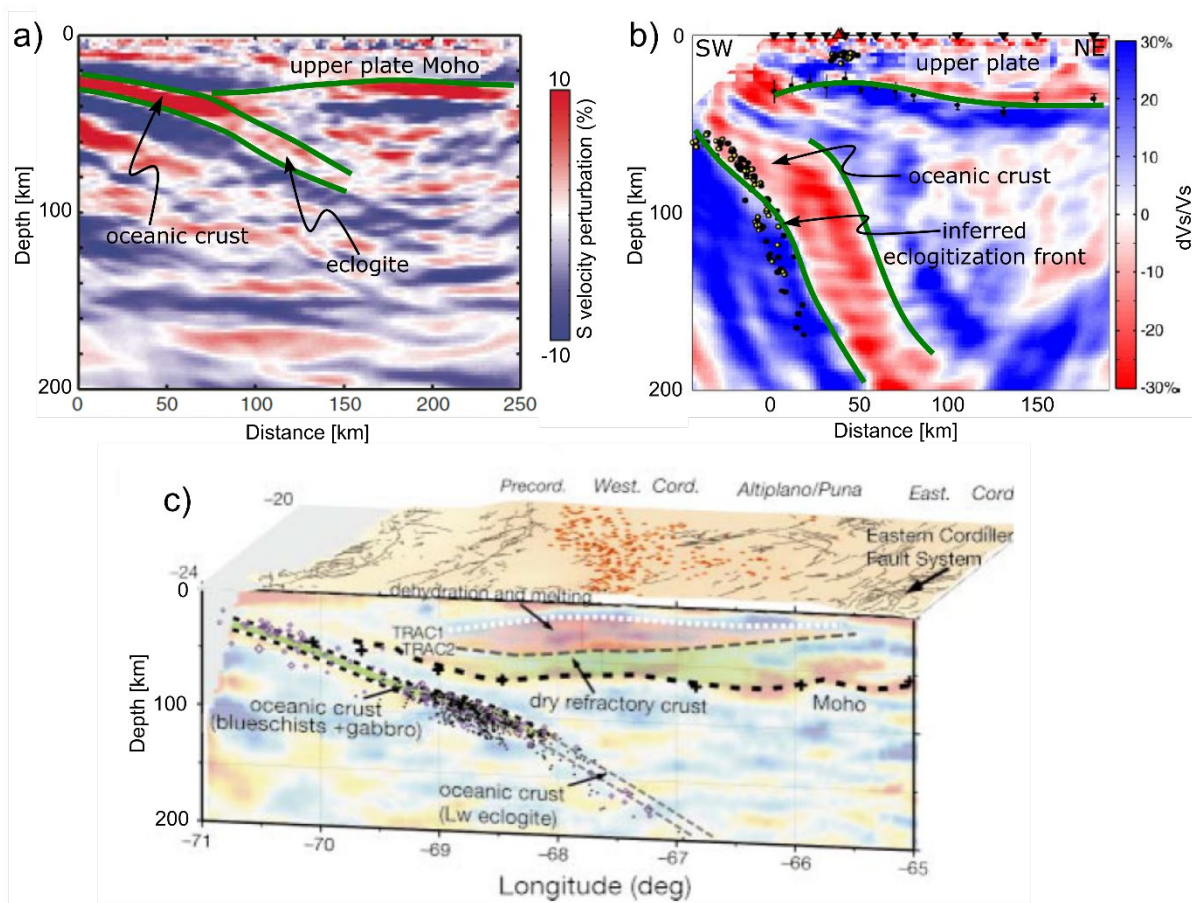 a)
0
100
200
Depth [km]
upper plate Moho
oceanic crust
eclogite
0 50 100 150 200 250
Distance [km]
10
-10
S velocity perturbation (%)
b)
0
100
200
Depth [km]
SW
NE
upper plate
oceanic crust
inferred
eclogitization front
0 50 100 150
Distance [km]
30%
20
10
0
-10
-20
-30%
dVs/Vs
c)
−20
−24
Precord. West. Cord. Altiplano/Puna East. Cord
Eastern Cordiller
Fault System
dehydration and melting
TRAC1
TRAC2
dry refractory crust
Moho
oceanic crust
(blueschists +gabbro)
oceanic crust
(Lw eclogite)
0
100
200
Depth [km]
−71 −70 −69 −68 −67 −66 −65
Longitude (deg)